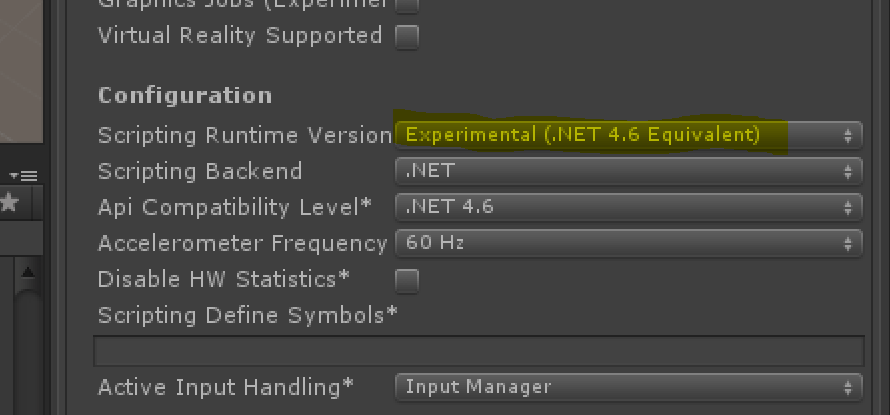 Graphics Jobs (Experimen
Virtual Reality Supported
Configuration
Scripting Runtime Version Experimental (.NET 4.6 Equivalent)
Scripting Backend .NET
Api Compatibility Level* .NET 4.6
Accelerometer Frequency 60 Hz
Disable HW Statistics*
Scripting Define Symbols*
Active Input Handling* Input Manager